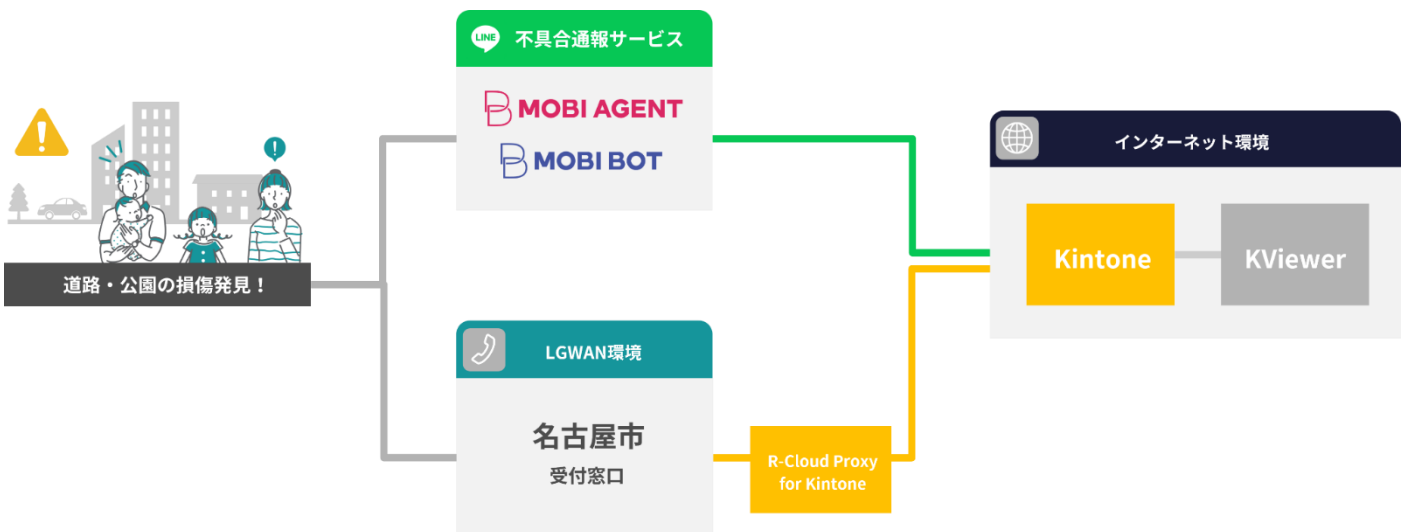 道路・公園の損傷発見！
LINE
不具合通報サービス
MOBI AGENT
MOBI BOT
LGWAN環境
名古屋市
受付窓口
R-Cloud Proxy
for Kintone
インターネット環境
Kintone
KViewer